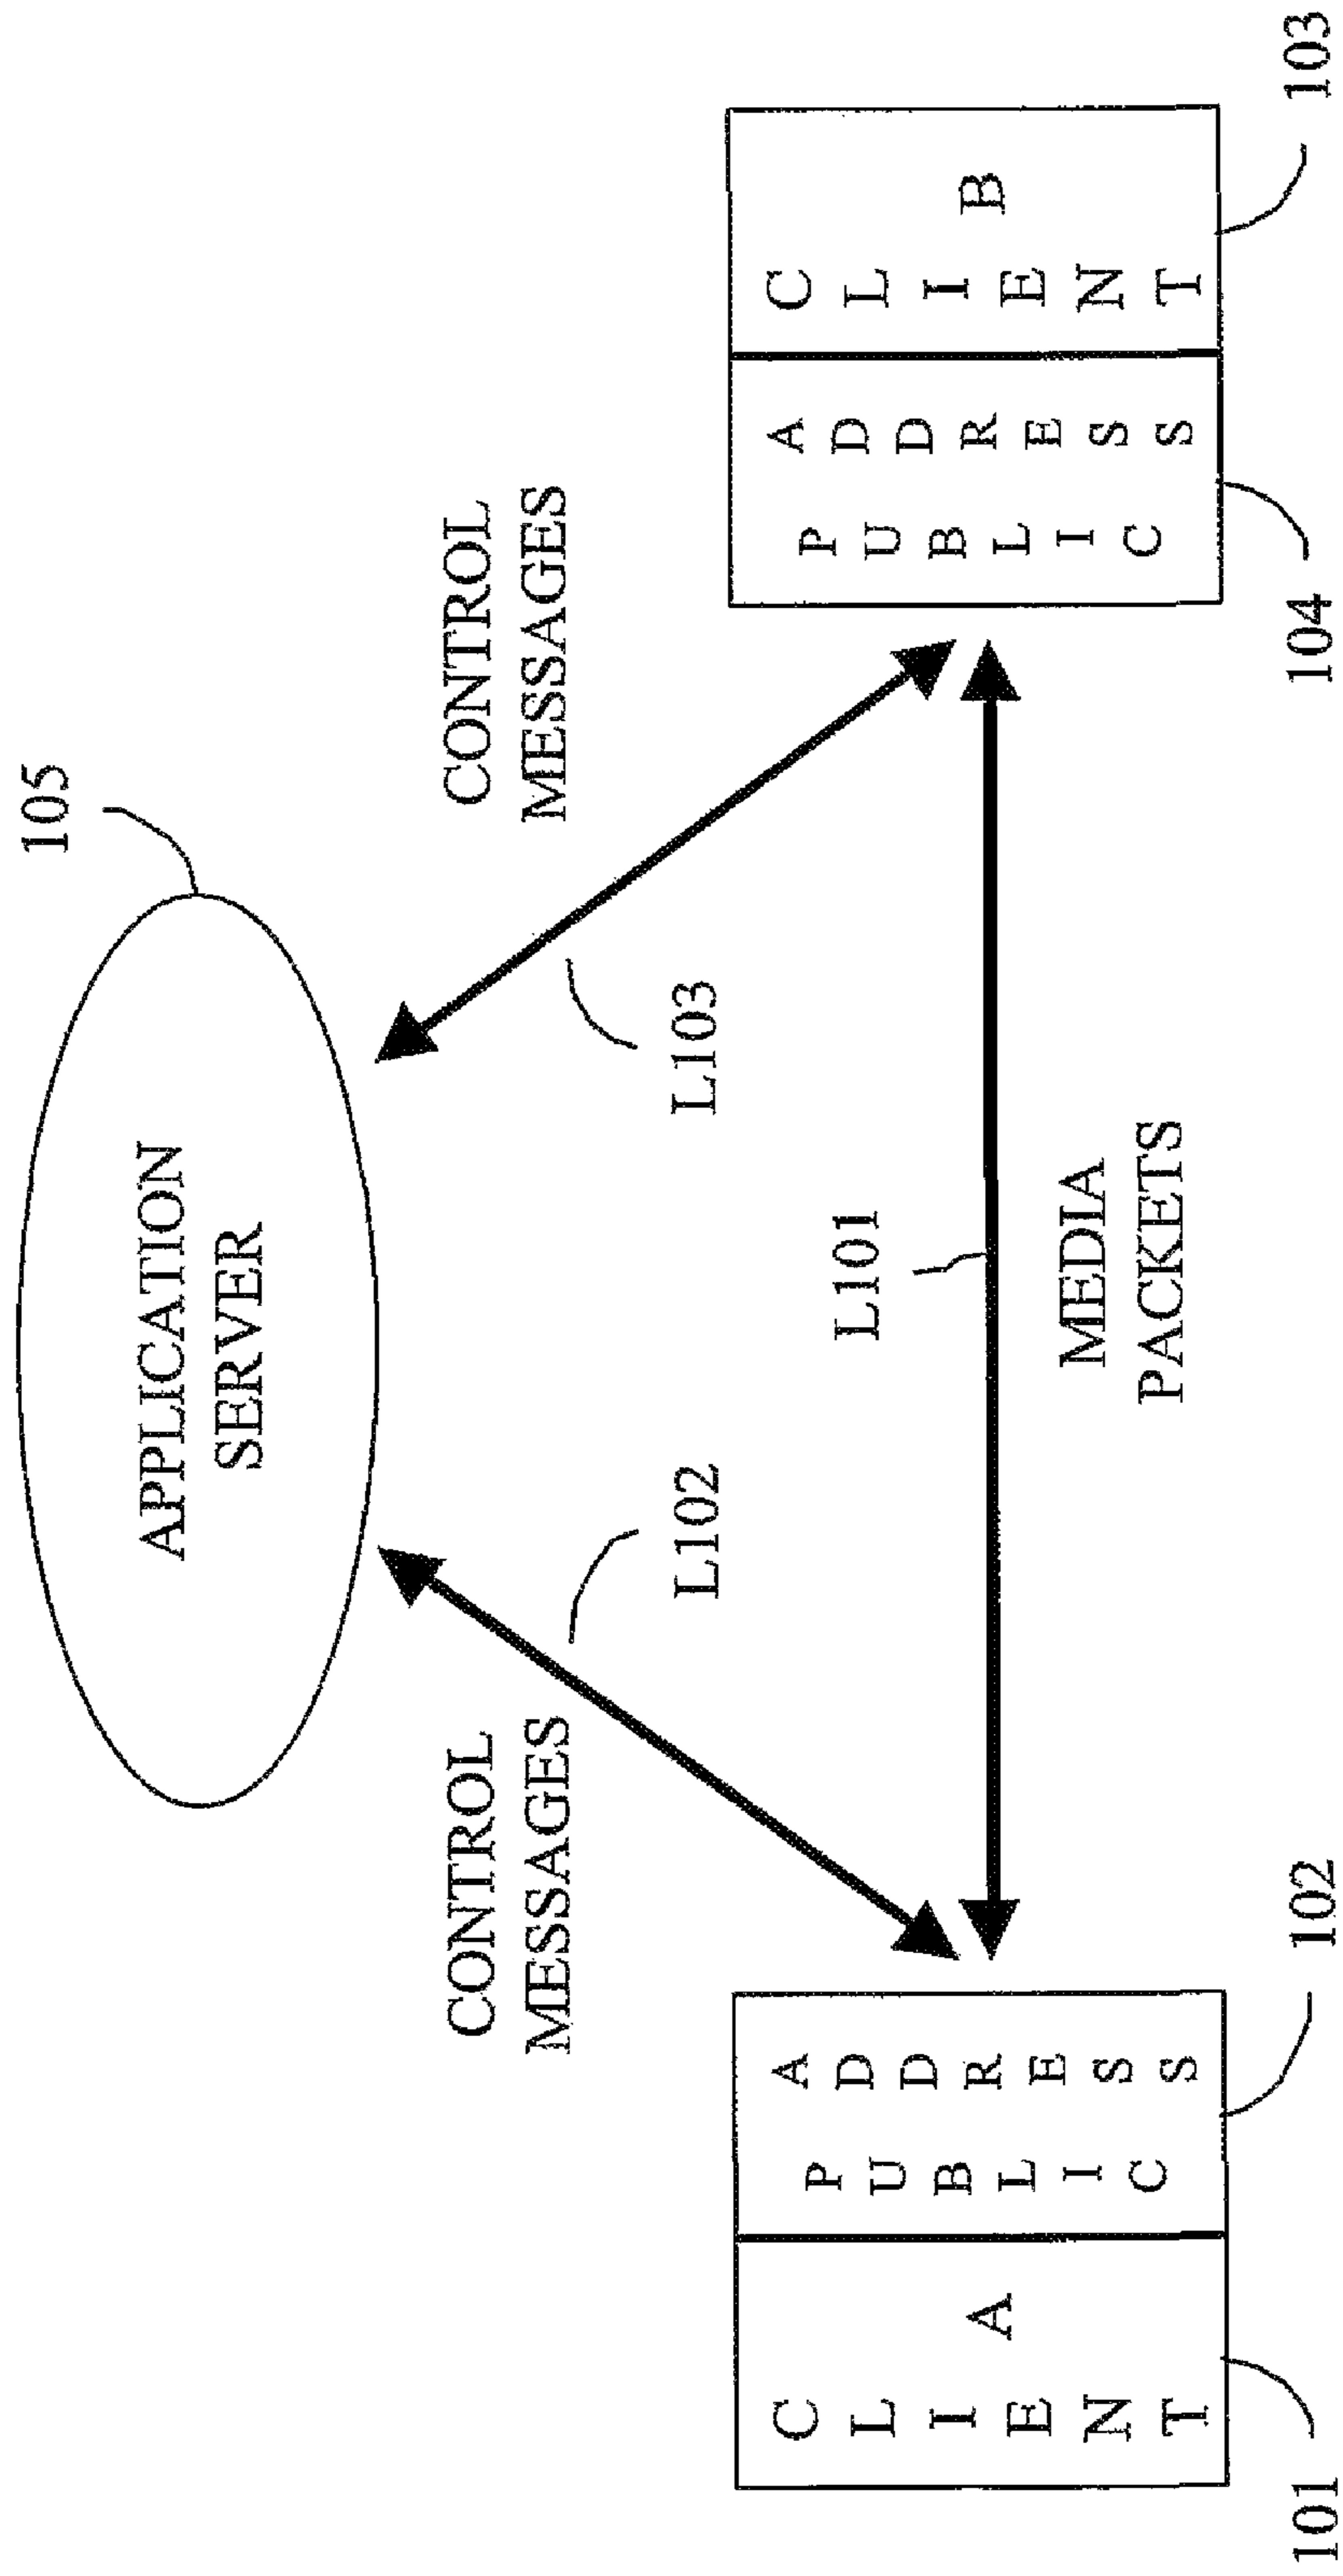 105
APPLICATION
SERVER
CONTROL
MESSAGES
CONTROL
MESSAGES
L102
L103
L101
MEDIA
PACKETS
CLIENT
A
PUBLIC
ADDRESS
PUBLIC
ADDRESS
CLIENT
B
101
102
104
103